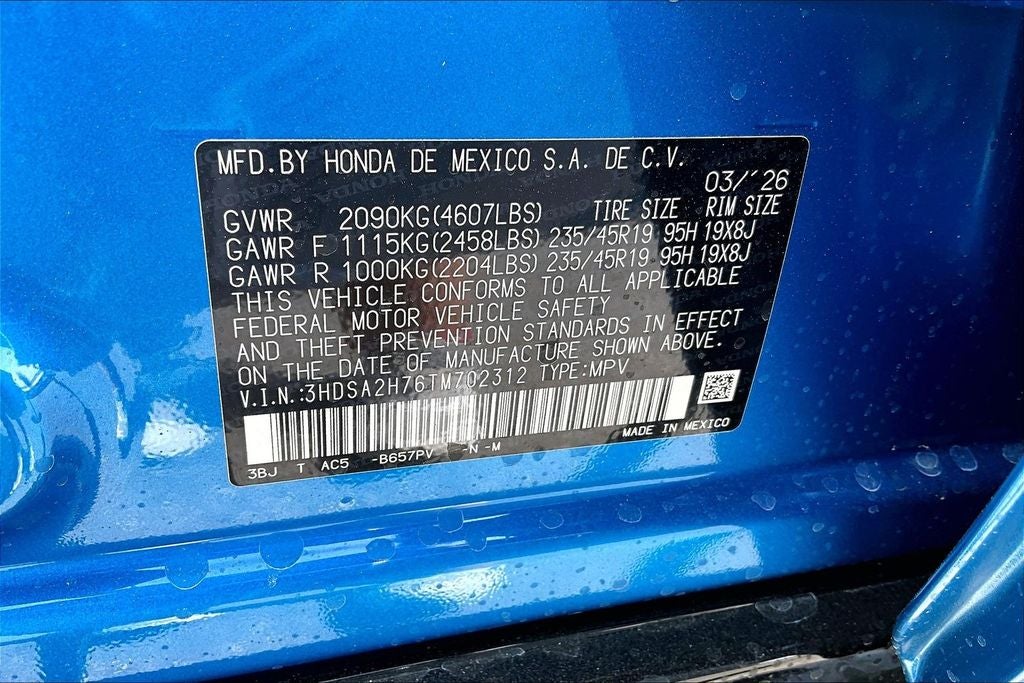 MFD.BY HONDA DE MEXICO S.A. DE C.V.
03/'26
GVWR 2090KG(4607LBS) TIRE SIZE RIM SIZE
GAWR F 1115KG(2458LBS) 235/45R19 95H 19X8J
GAWR R 1000KG(2204LBS) 235/45R19 95H 19X8J
THIS VEHICLE CONFORMS TO ALL APPLICABLE
FEDERAL MOTOR VEHICLE SAFETY
AND THEFT PREVENTION STANDARDS IN EFFECT
ON THE DATE OF MANUFACTURE SHOWN ABOVE.
V.I.N.:3HDSA2H76TM702312 TYPE:MPV
MADE IN MEXICO
3BJ T AC5 -B657PV -N -M